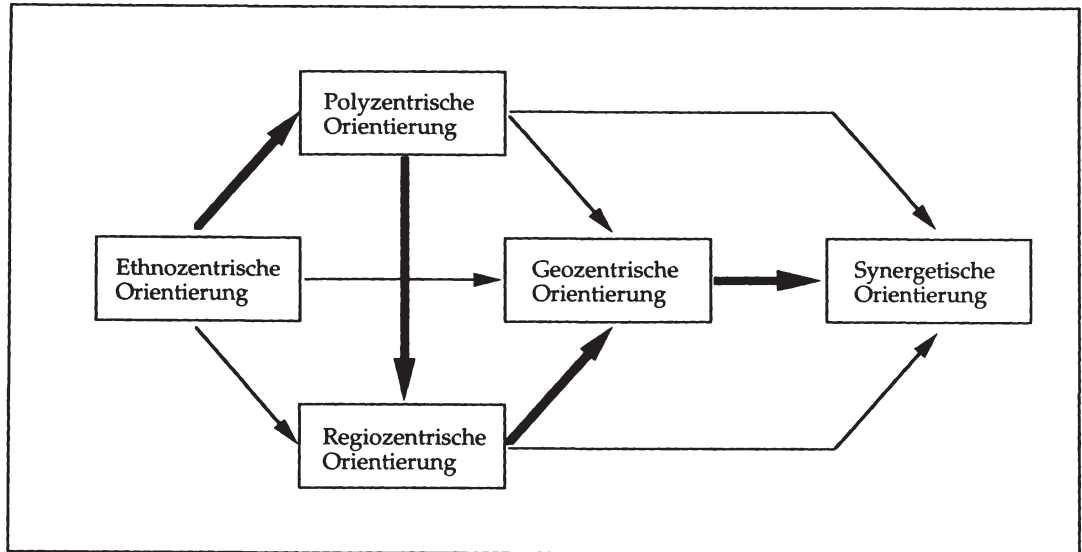 Polyzentrische
Orientierung
Ethnozentrische
Orientierung
Geozentrische
Orientierung
Synergetische
Orientierung
Regiozentrische
Orientierung